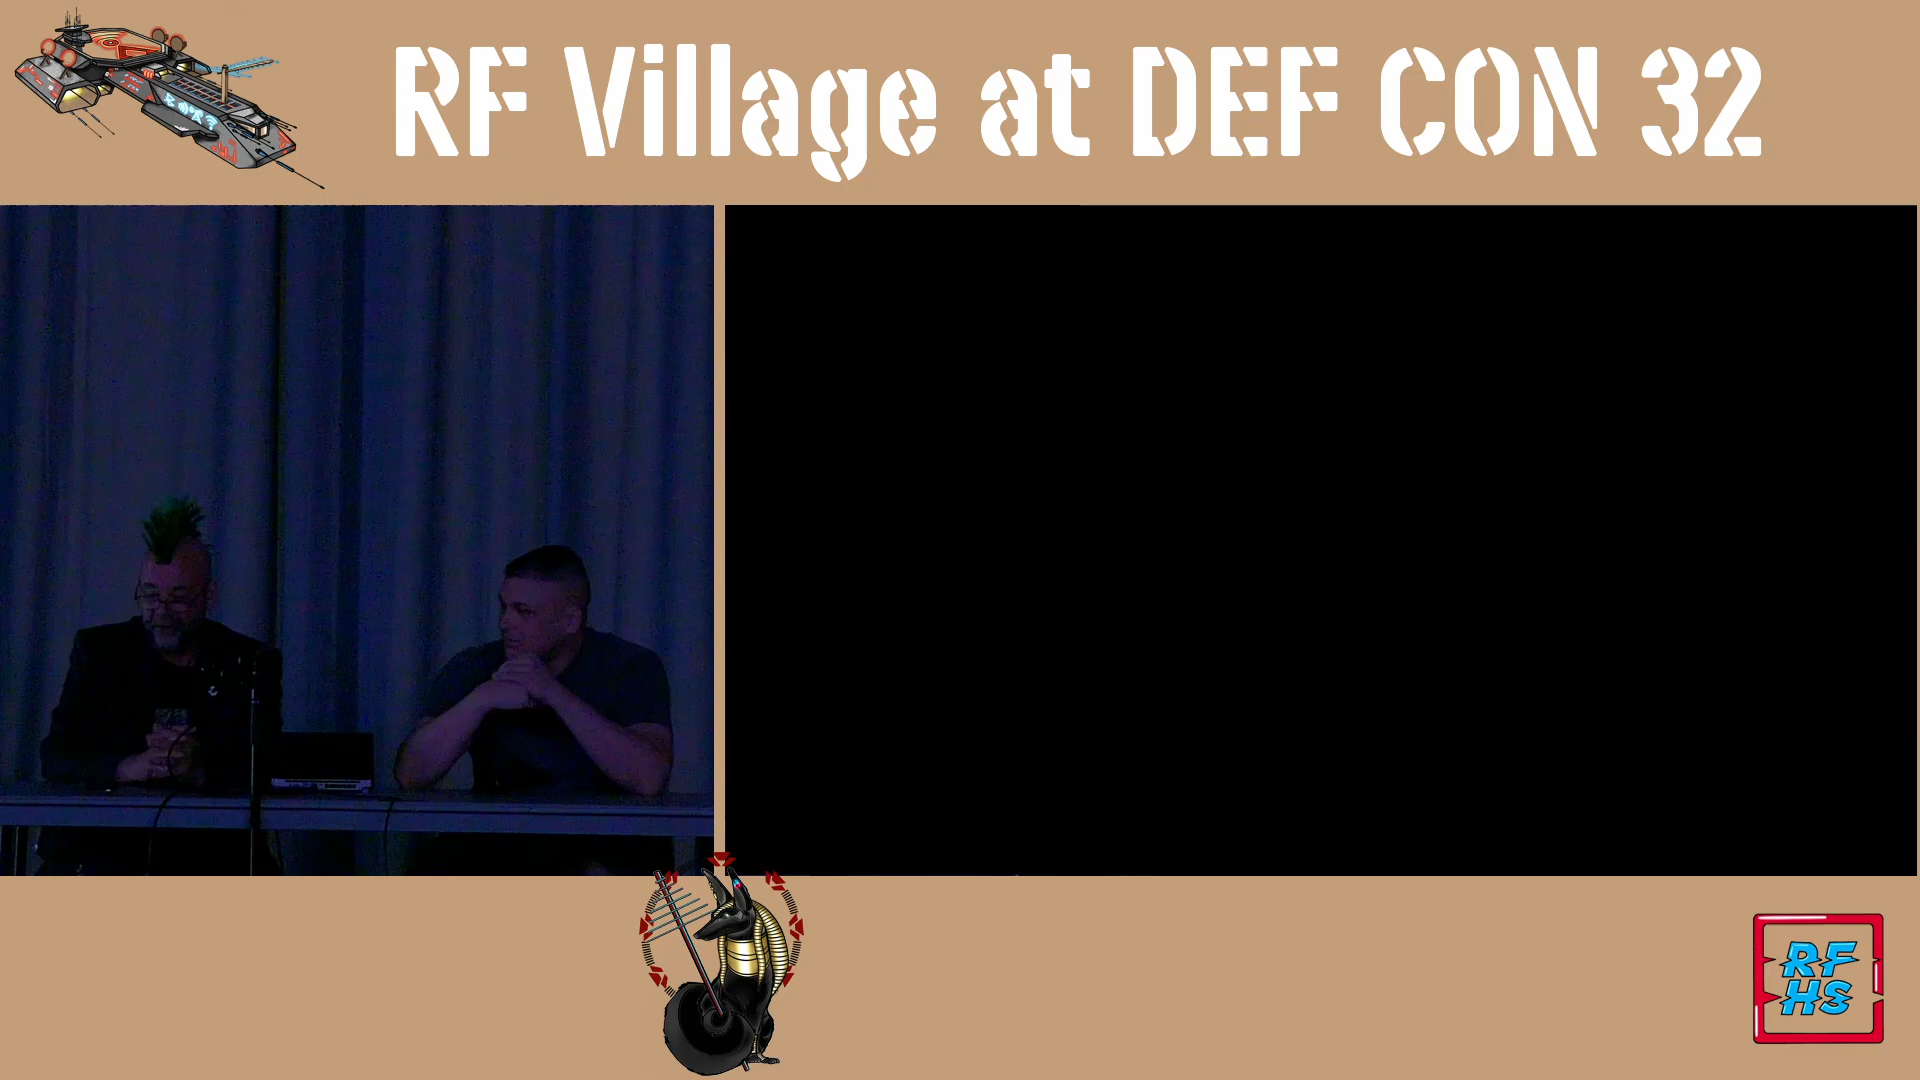 RF Village at DEF CON 32
RF
HS